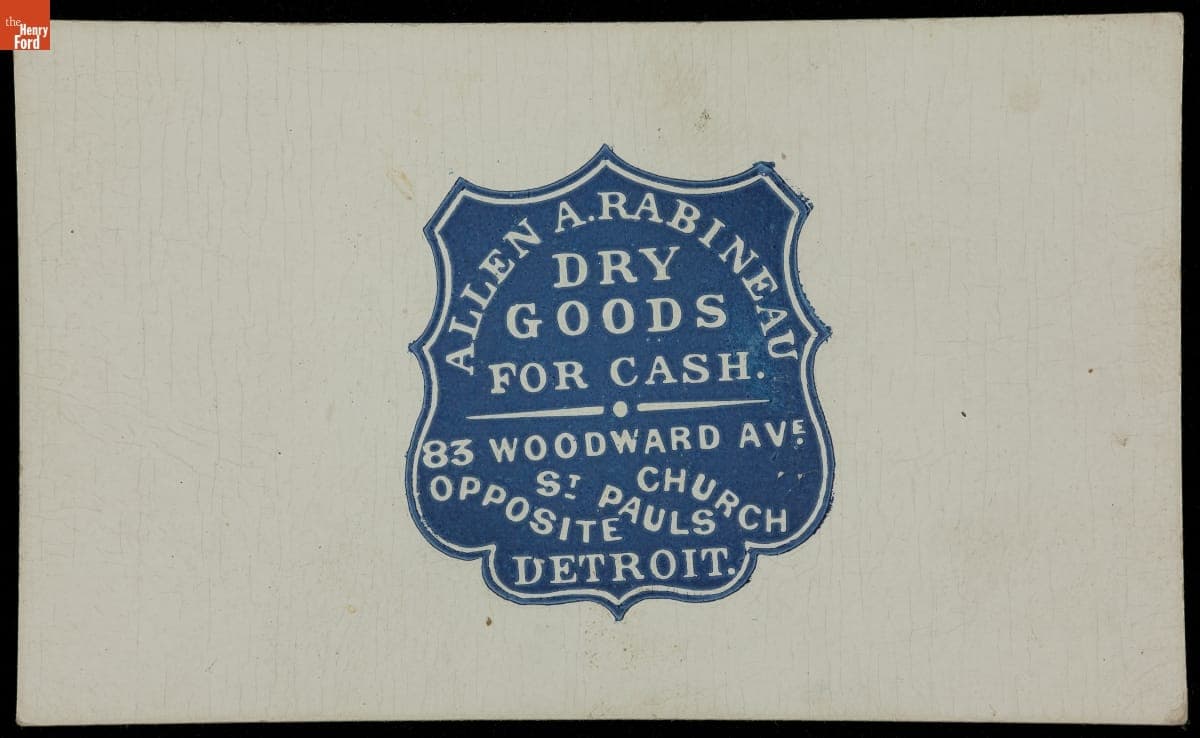 the
Henry
Ford
ALLEN A. RABINEAU
DRY
GOODS
FOR CASH.
83 WOODWARD AVE.
OPPOSITE ST PAULS CHURCH
DETROIT.